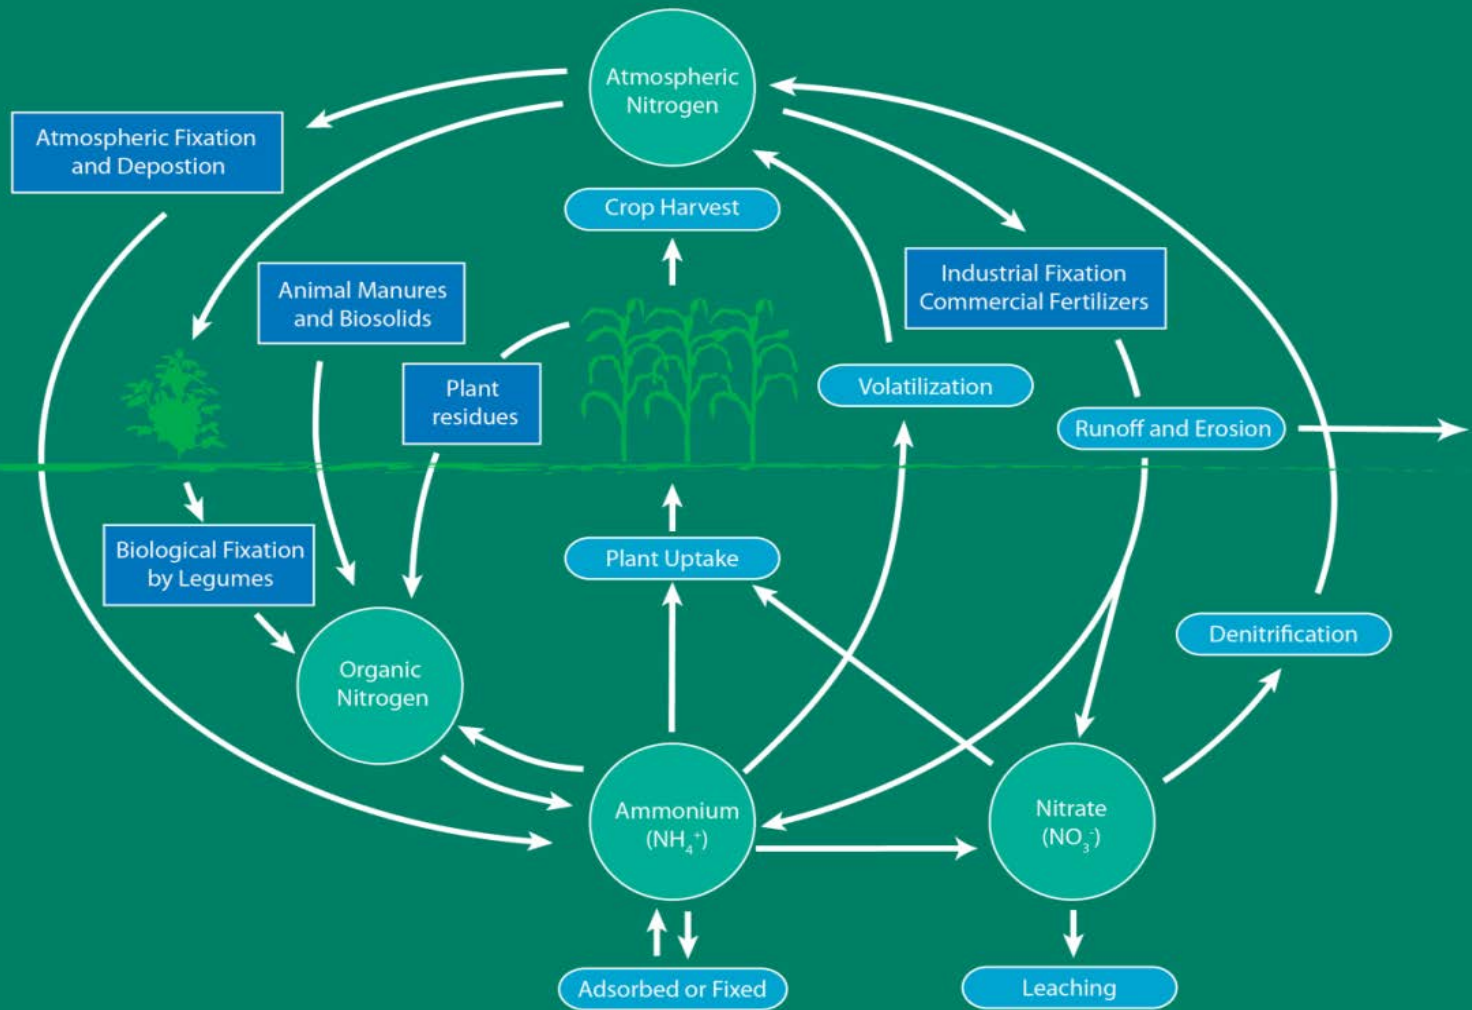 Atmospheric
Nitrogen
Atmospheric Fixation
and Depostion
Crop Harvest
Animal Manures
and Biosolids
Industrial Fixation
Commercial Fertilizers
Plant
residues
Volatilization
Runoff and Erosion
Biological Fixation
by Legumes
Plant Uptake
Denitrification
Organic
Nitrogen
Ammonium
(NH₄⁺)
Nitrate
(NO₃⁻)
Adsorbed or Fixed
Leaching